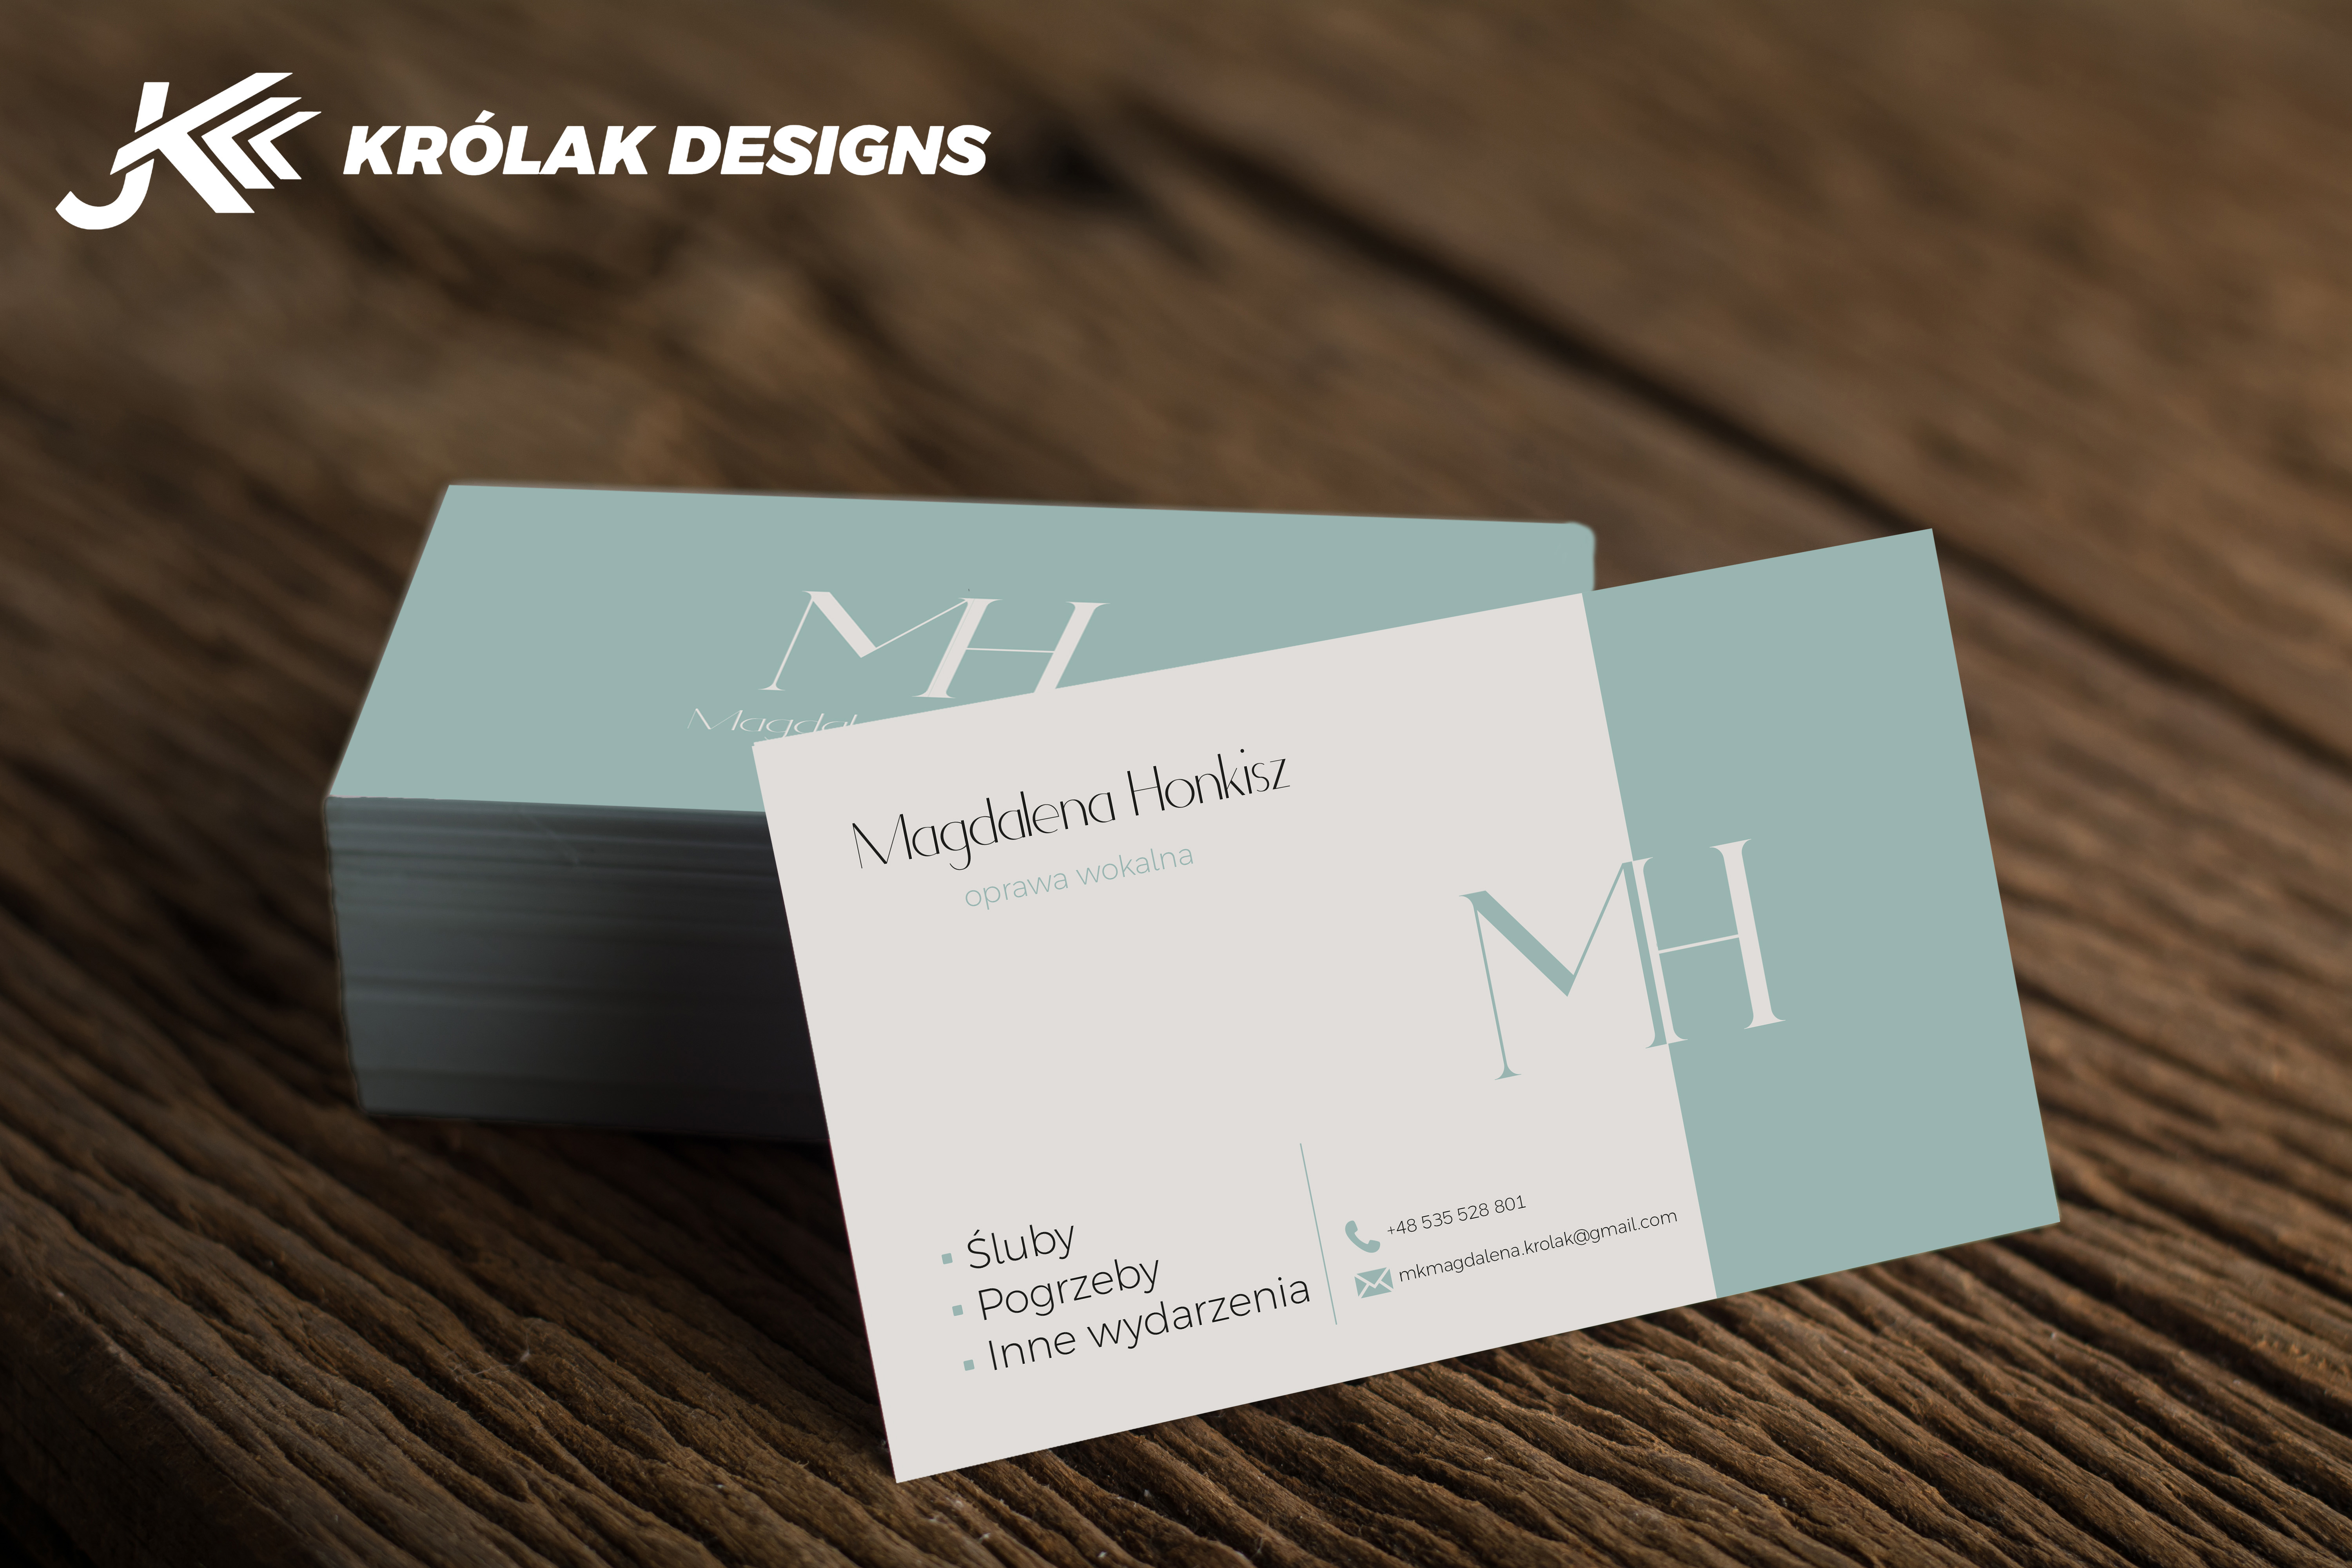 KRÓLAK DESIGNS
MH
Magdal
Magdalena Honkisz
oprawa wokalna
MH
Śluby
Pogrzeby
Inne wydarzenia
+48 535 528 801
mkmagdalena.krolak@gmail.com